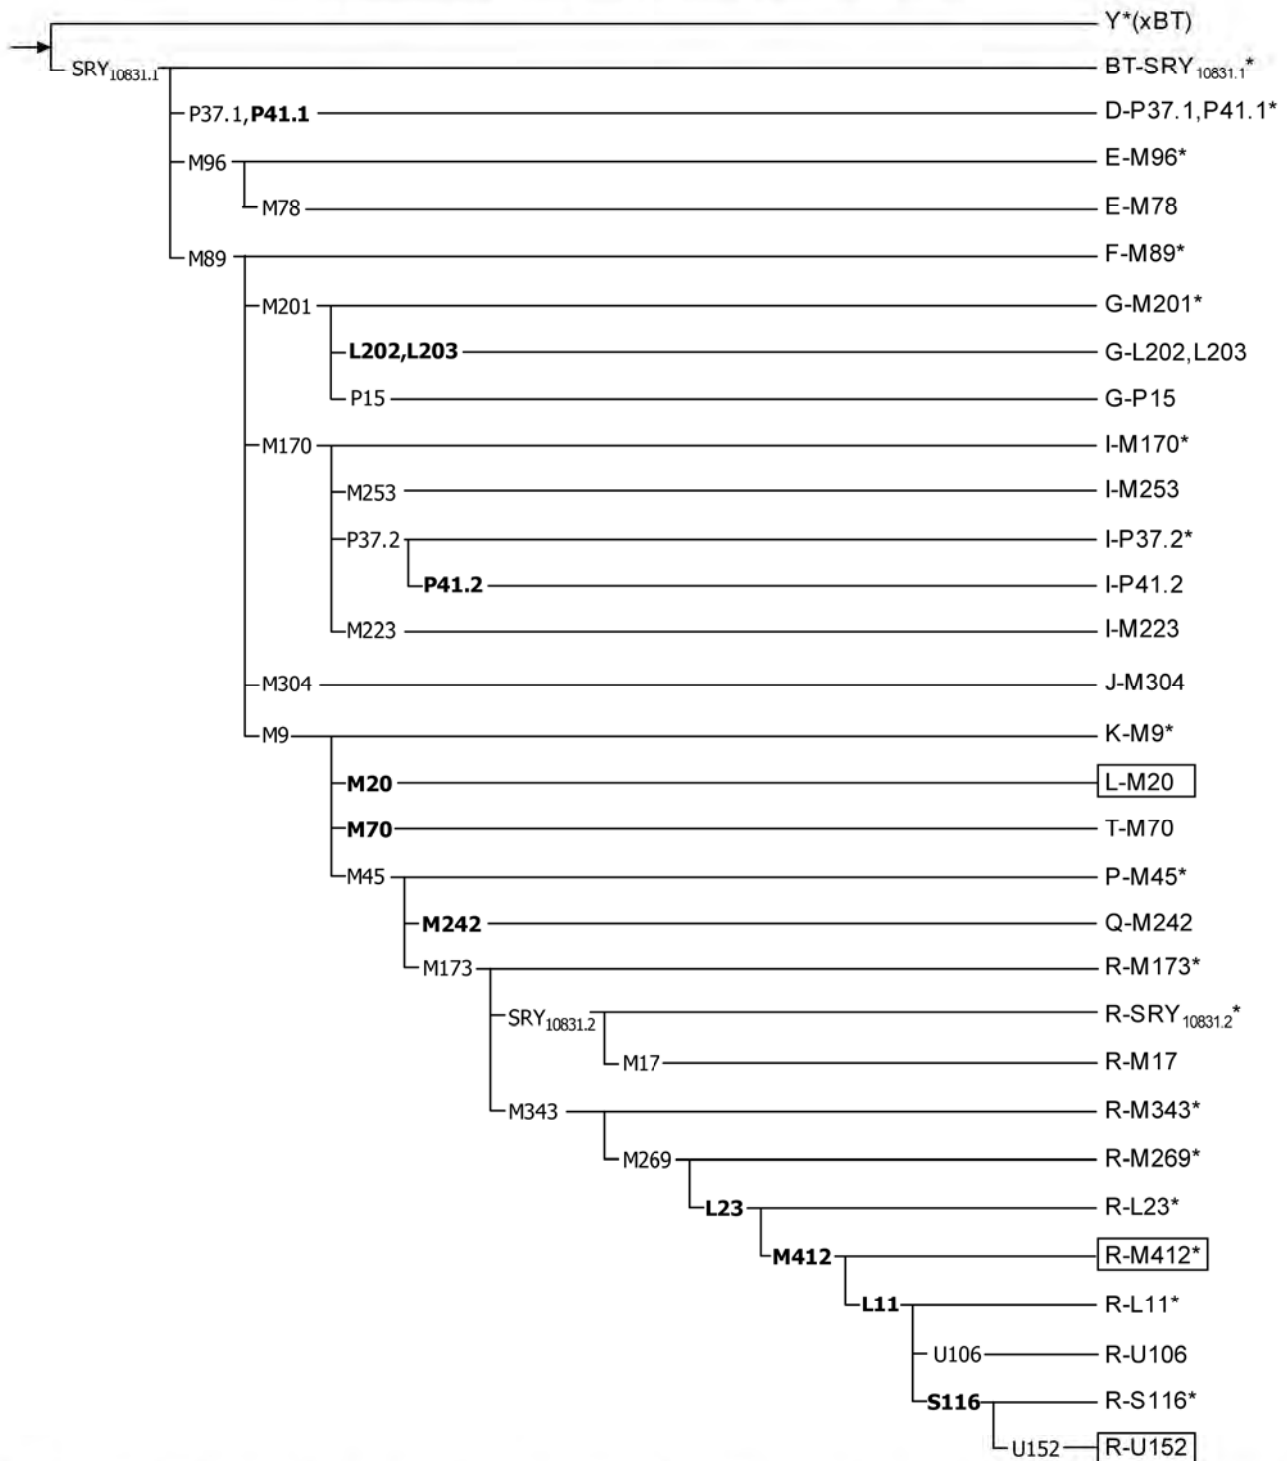 Y*(xBT)
SRY10831.1 BT-SRY10831.1*
P37.1,P41.1 D-P37.1,P41.1*
M96 E-M96*
M78 E-M78
M89 F-M89*
M201 G-M201*
L202,L203 G-L202,L203
P15 G-P15
M170 I-M170*
M253 I-M253
P37.2 I-P37.2*
P41.2 I-P41.2
M223 I-M223
M304 J-M304
M9 K-M9*
M20 L-M20
M70 T-M70
M45 P-M45*
M242 Q-M242
M173 R-M173*
SRY10831.2 R-SRY10831.2*
M17 R-M17
M343 R-M343*
M269 R-M269*
L23 R-L23*
M412 R-M412*
L11 R-L11*
U106 R-U106
S116 R-S116*
U152 R-U152